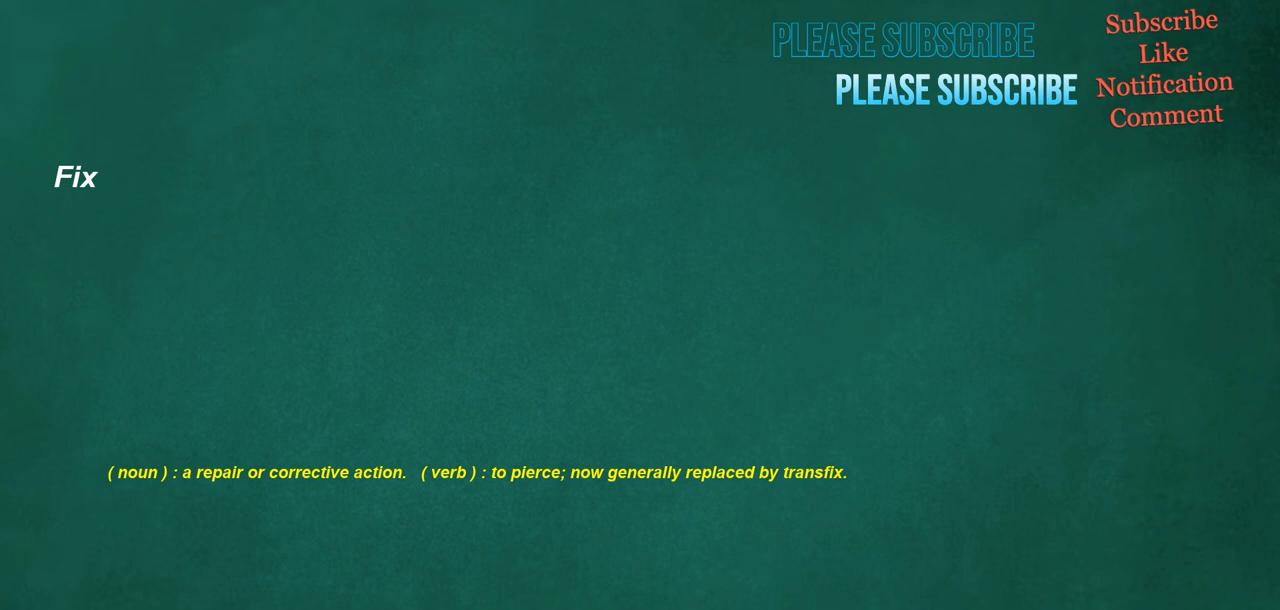 PLEASE SUBSCRIBE
PLEASE SUBSCRIBE
Subscribe
Like
Notification
Comment
Fix
( noun ) : a repair or corrective action.   ( verb ) : to pierce; now generally replaced by transfix.